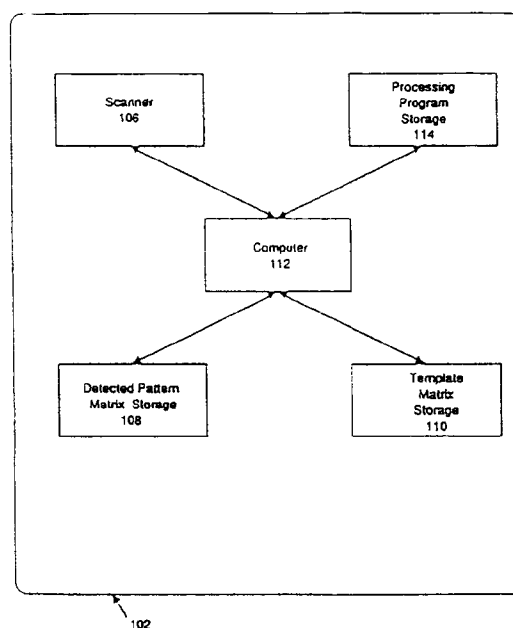 Scanner
106
Processing
Program
Storage
114
Computer
112
Detected Pattern
Matrix Storage
108
Template
Matrix
Storage
110
102